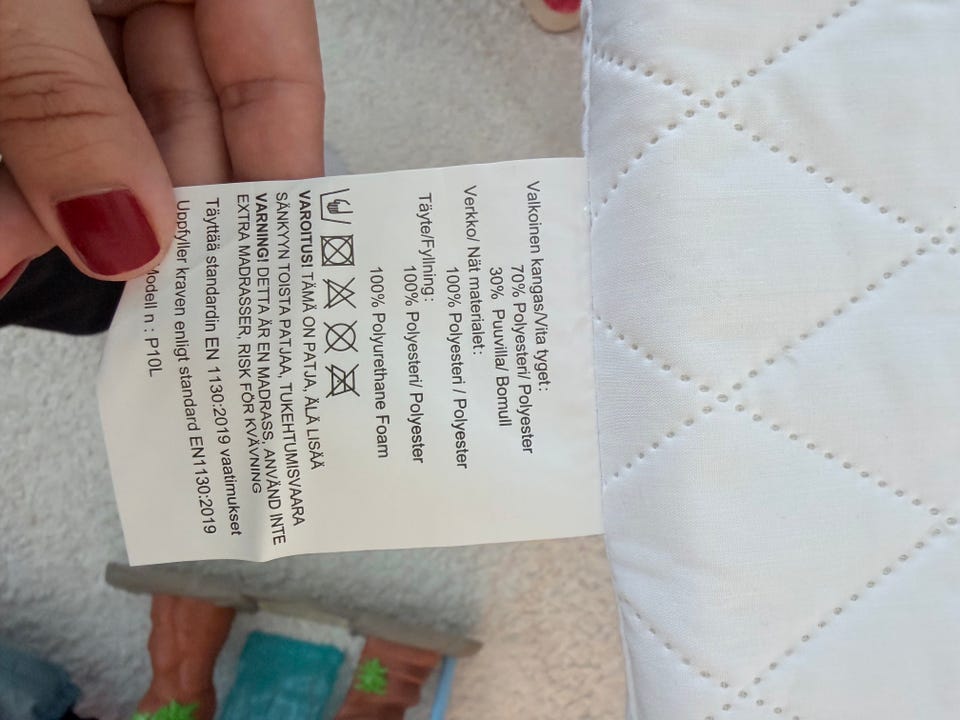 Valkoinen kangas/Vita tyget:
70% Polyesteri/ Polyester
30% Puuvilla/ Bomull
Verkko/ Nät materialet:
100% Polyesteri / Polyester
Täyte/Fyllning:
100% Polyesteri/ Polyester
100% Polyurethane Foam
VAROITUS! TÄMÄ ON PATJA, ÄLÄ LISÄÄ
SÄNKYYN TOISTA PATJAA, TUKEHTUMISVAARA
VARNING! DETTA ÄR EN MADRASS, ANVÄND INTE
EXTRA MADRASSER, RISK FÖR KVÄVNING
Täyttää standardin EN 1130:2019 vaatimukset
Uppfyller kraven enligt standard EN1130:2019
Modell n : P10L